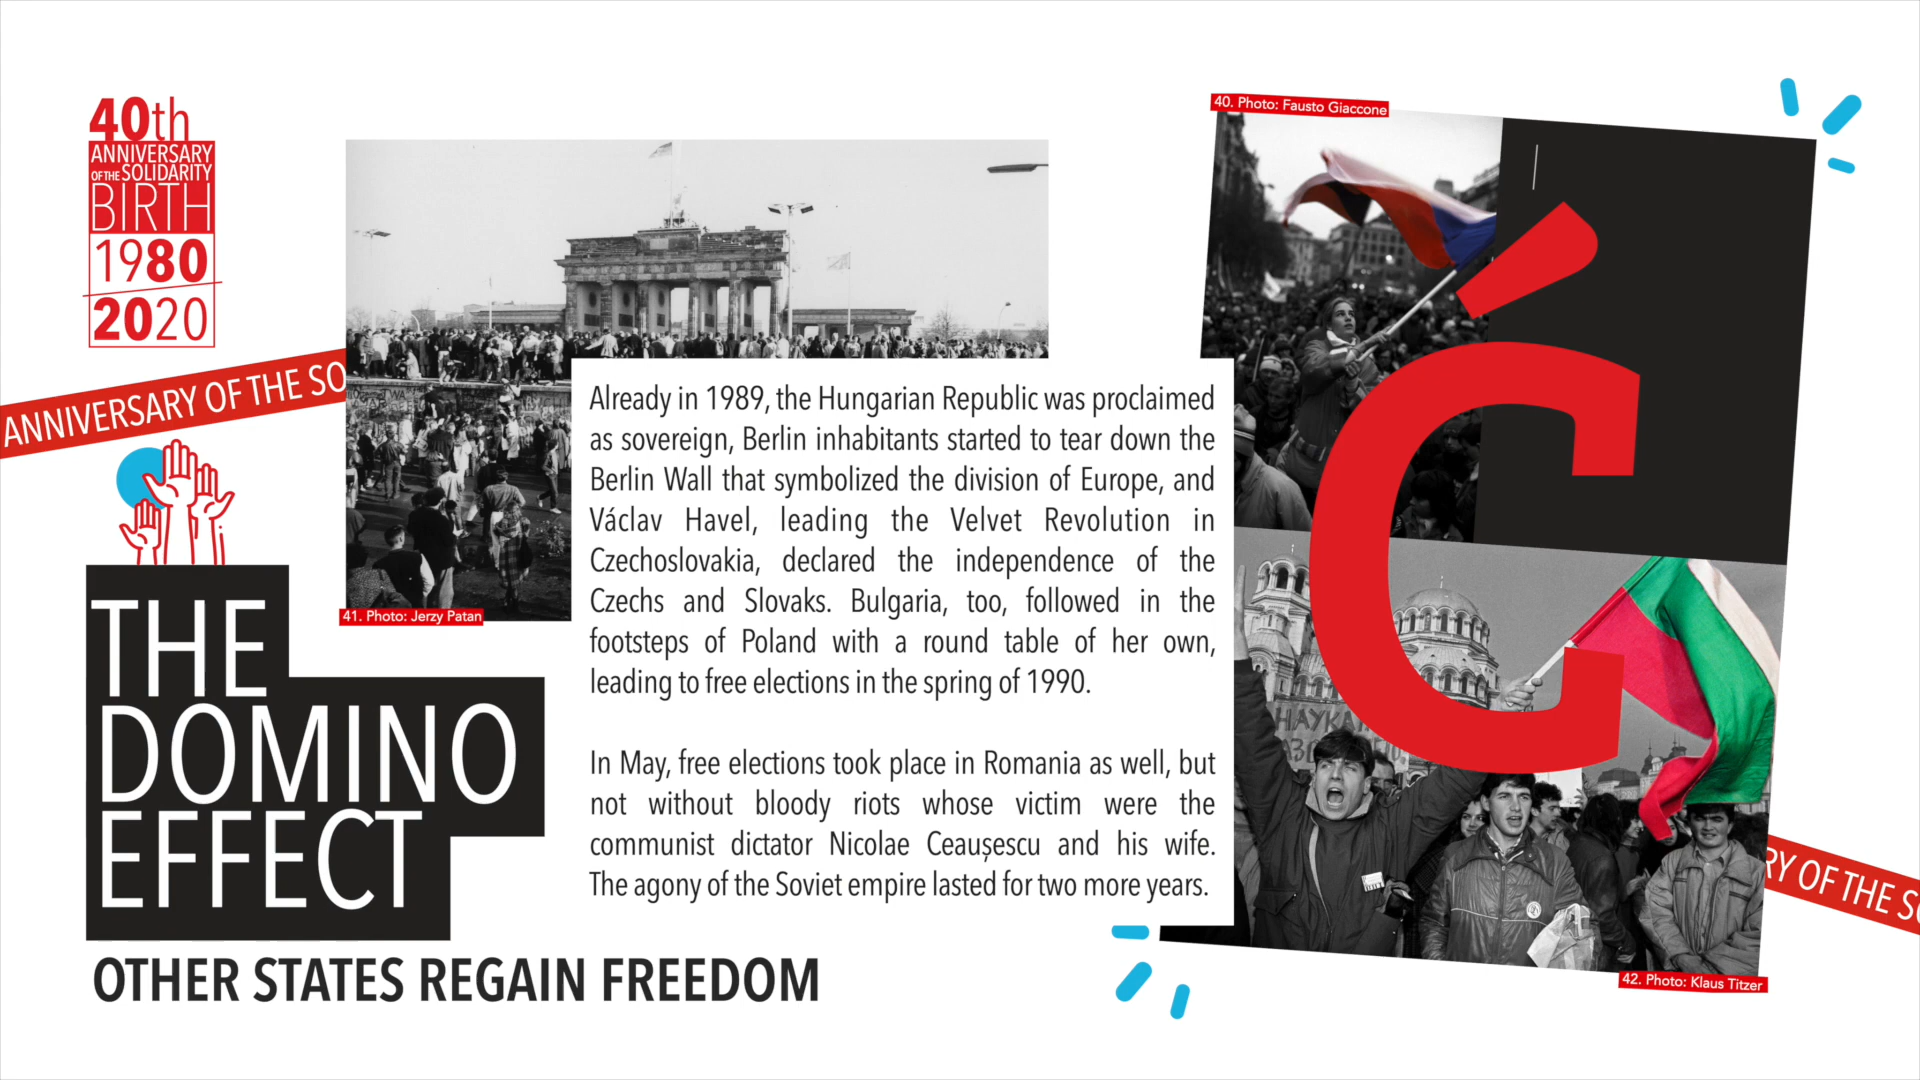 40th
ANNIVERSARY
OF THE SOLIDARITY
BIRTH
1980
2020
ANNIVERSARY OF THE SO
41. Photo: Jerzy Patan
THE
DOMINO
EFFECT
OTHER STATES REGAIN FREEDOM
Already in 1989, the Hungarian Republic was proclaimed
as sovereign, Berlin inhabitants started to tear down the
Berlin Wall that symbolized the division of Europe, and
Václav Havel, leading the Velvet Revolution in
Czechoslovakia, declared the independence of the
Czechs and Slovaks. Bulgaria, too, followed in the
footsteps of Poland with a round table of her own,
leading to free elections in the spring of 1990.
In May, free elections took place in Romania as well, but
not without bloody riots whose victim were the
communist dictator Nicolae Ceaușescu and his wife.
The agony of the Soviet empire lasted for two more years.
40. Photo: Fausto Giaccone
Ć
42. Photo: Klaus Titzer
RY OF THE SO